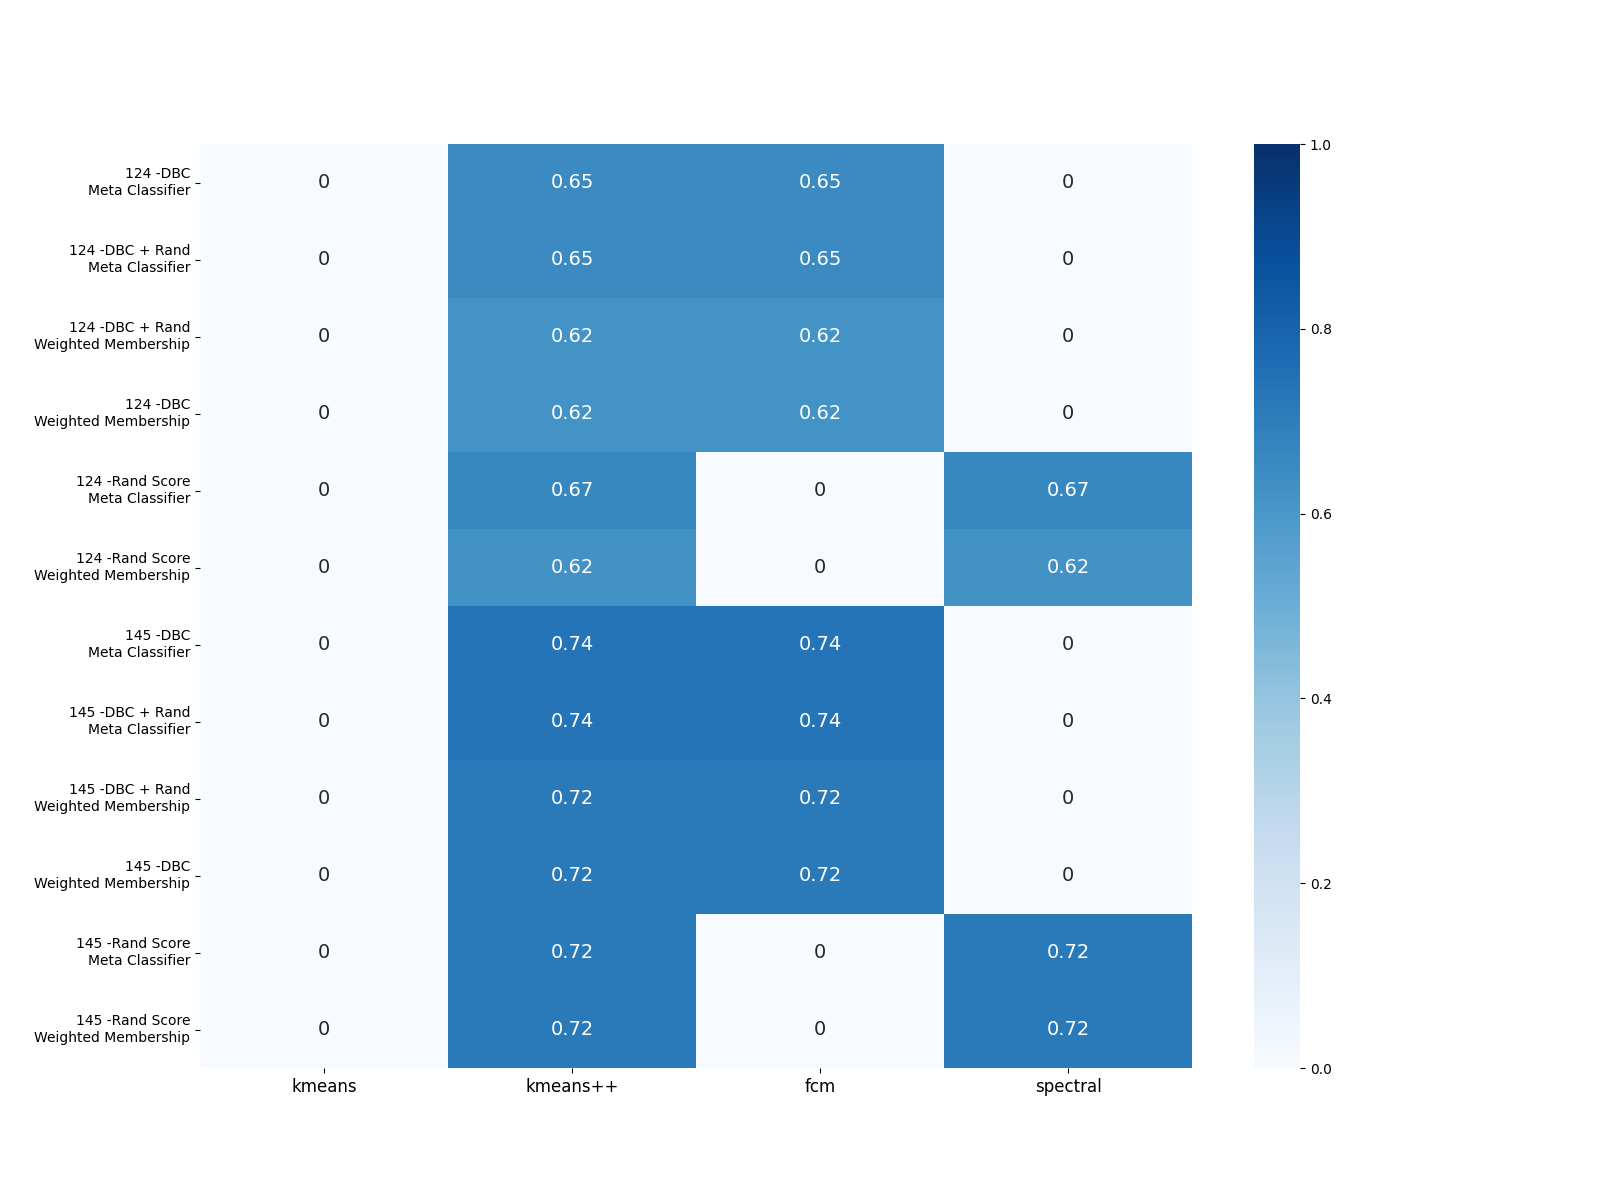 124 -DBC
Meta Classifier
0 0.65 0.65 0
124 -DBC + Rand
Meta Classifier
0 0.65 0.65 0
124 -DBC + Rand
Weighted Membership
0 0.62 0.62 0
124 -DBC
Weighted Membership
0 0.62 0.62 0
124 -Rand Score
Meta Classifier
0 0.67 0 0.67
124 -Rand Score
Weighted Membership
0 0.62 0 0.62
145 -DBC
Meta Classifier
0 0.74 0.74 0
145 -DBC + Rand
Meta Classifier
0 0.74 0.74 0
145 -DBC + Rand
Weighted Membership
0 0.72 0.72 0
145 -DBC
Weighted Membership
0 0.72 0.72 0
145 -Rand Score
Meta Classifier
0 0.72 0 0.72
145 -Rand Score
Weighted Membership
0 0.72 0 0.72
kmeans kmeans++ fcm spectral
1.0
0.8
0.6
0.4
0.2
0.0